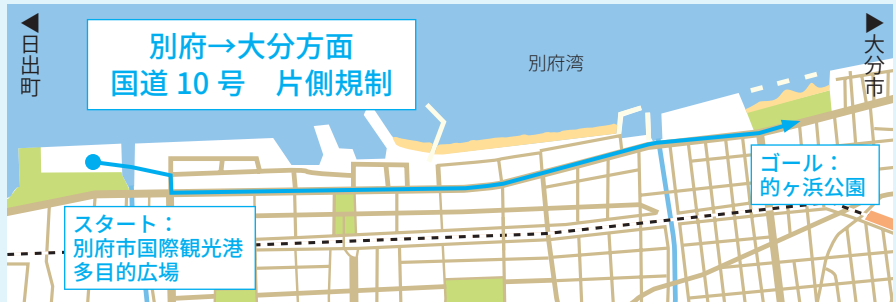 ◀日出町
別府→大分方面
国道 10 号　片側規制
別府湾
▶大分市
スタート：
別府市国際観光港
多目的広場
ゴール：
的ヶ浜公園